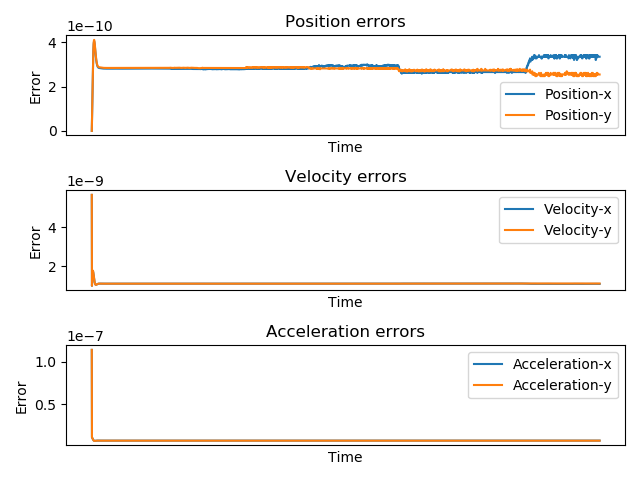 Position errors
1e−10
4
2
0
Error
Position-x
Position-y
Time
Velocity errors
1e−9
4
2
Error
Velocity-x
Velocity-y
Time
Acceleration errors
1e−7
1.0
0.5
Error
Acceleration-x
Acceleration-y
Time